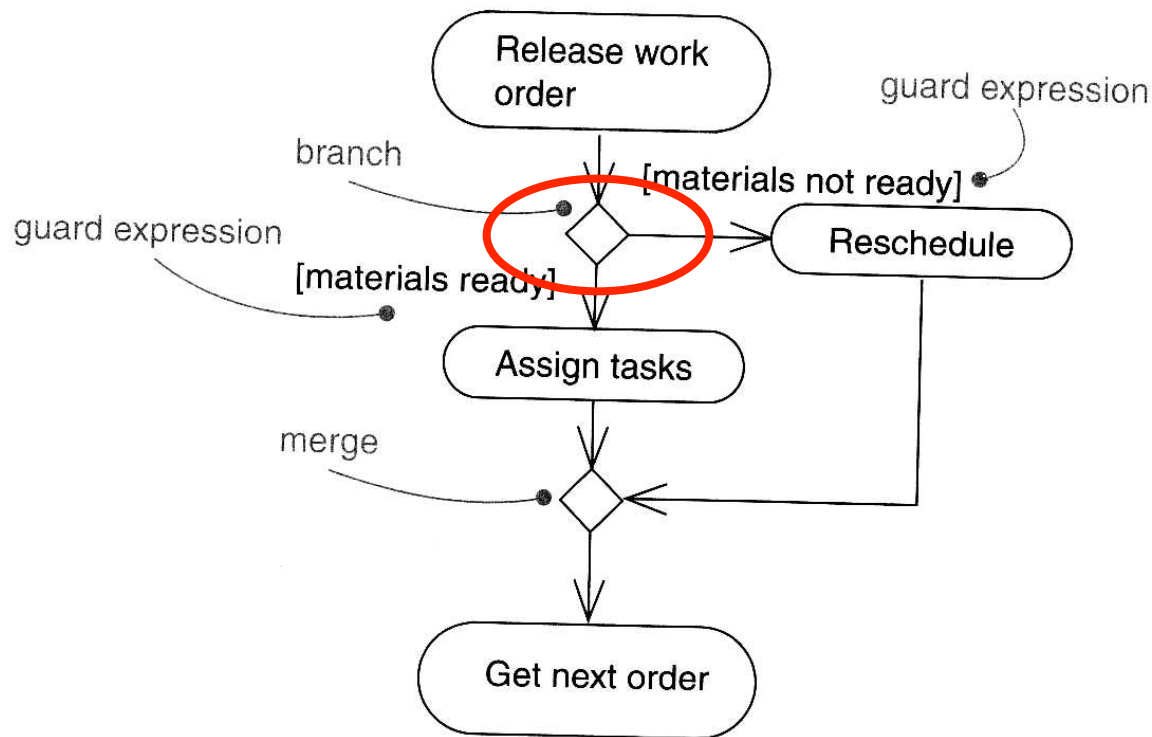 Release work
order
guard expression
branch
[materials not ready]
guard expression
Reschedule
[materials ready]
Assign tasks
merge
Get next order